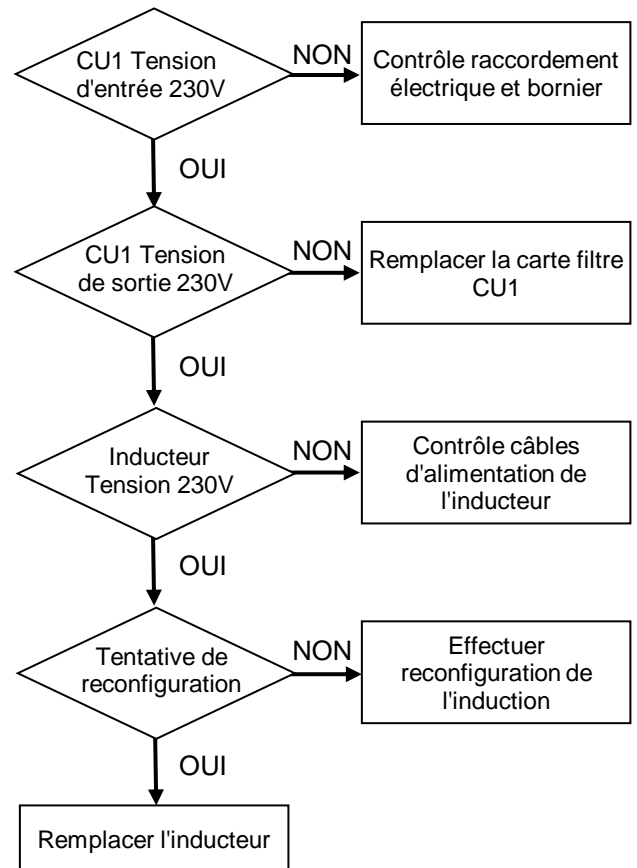 CU1 Tension
d'entrée 230V
NON
Contrôle raccordement
électrique et bornier
OUI
CU1 Tension
de sortie 230V
NON
Remplacer la carte filtre
CU1
OUI
Inducteur
Tension 230V
NON
Contrôle câbles
d'alimentation de
l'inducteur
OUI
Tentative de
reconfiguration
NON
Effectuer
reconfiguration de
l'induction
OUI
Remplacer l'inducteur